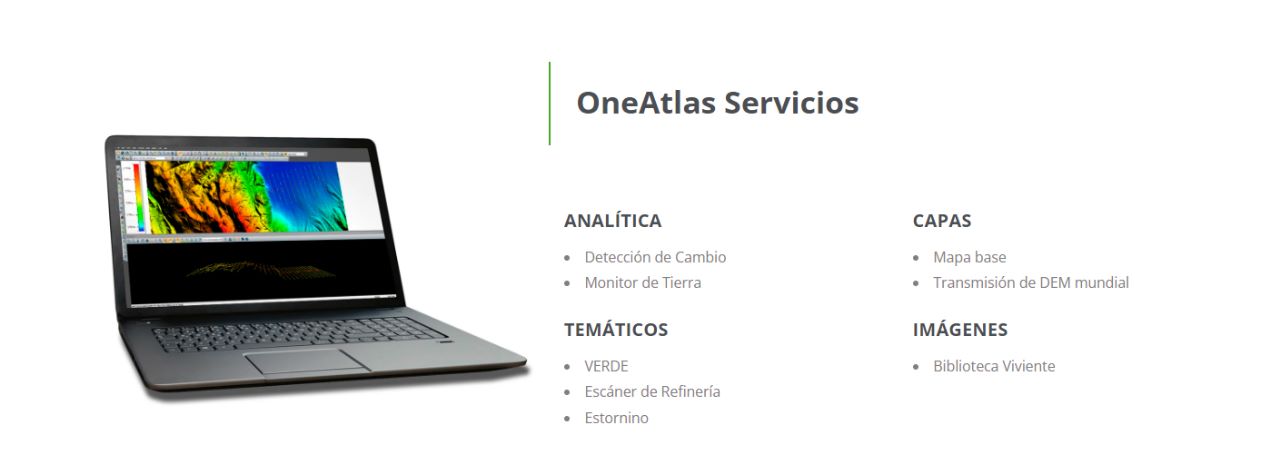 OneAtlas Servicios
ANALÍTICA
Detección de Cambio
Monitor de Tierra
CAPAS
Mapa base
Transmisión de DEM mundial
TEMÁTICOS
VERDE
Escáner de Refinería
Estornino
IMÁGENES
Biblioteca Viviente